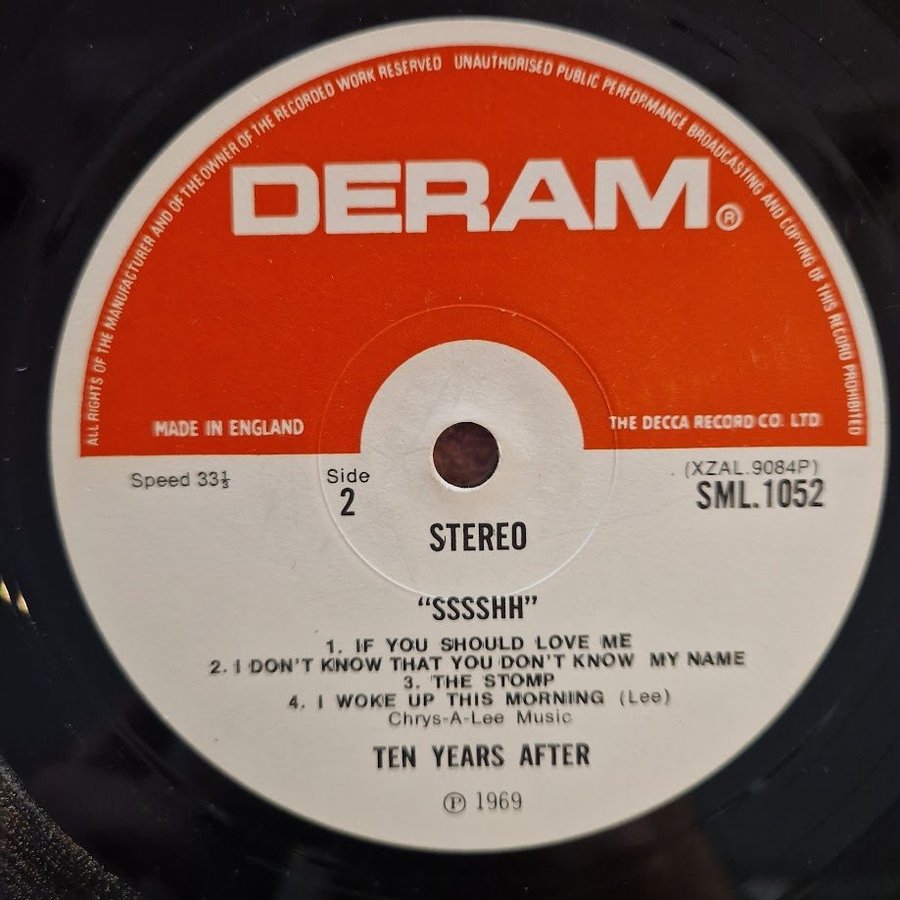 ALL RIGHTS OF THE MANUFACTURER AND OF THE OWNER OF THE RECORDED WORK RESERVED UNAUTHORISED PUBLIC PERFORMANCE BROADCASTING AND COPYING OF THIS RECORD PROHIBITED
DERAM®
MADE IN ENGLAND
THE DECCA RECORD CO. LTD
Speed 33⅓
Side
2
(XZAL.9084P)
SML.1052
STEREO
“SSSSHH”
1. IF YOU SHOULD LOVE ME
2. I DON'T KNOW THAT YOU DON'T KNOW MY NAME
3. THE STOMP
4. I WOKE UP THIS MORNING (Lee)
Chrys-A-Lee Music
TEN YEARS AFTER
℗ 1969